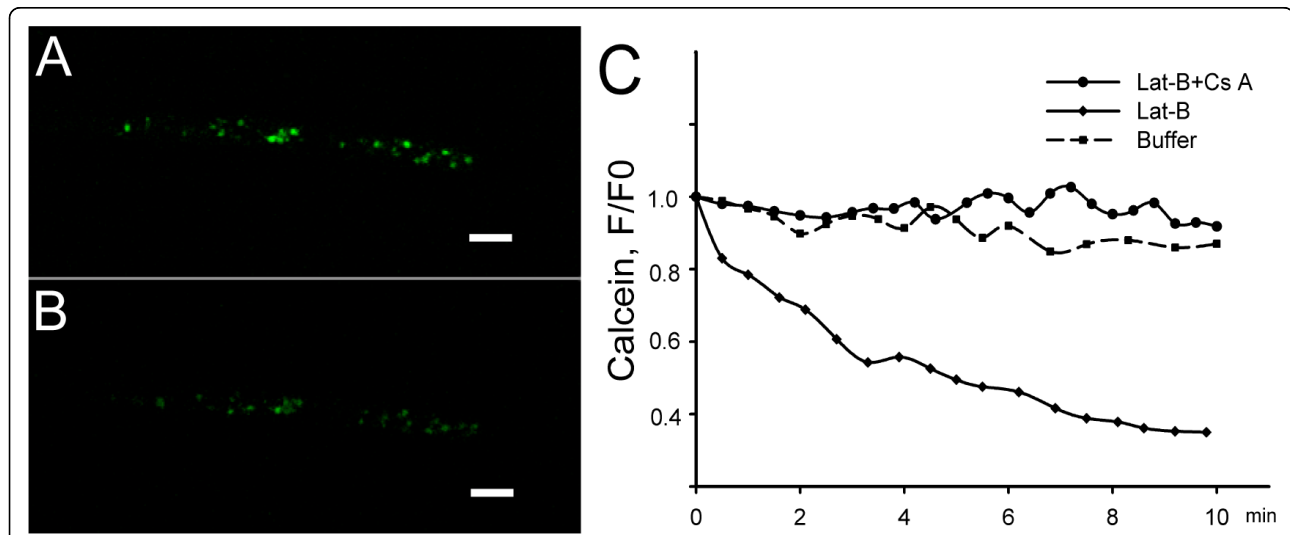 A
B
C
Lat-B+Cs A
Lat-B
Buffer
Calcein, F/F0
1.0
0.8
0.6
0.4
0 2 4 6 8 10 min